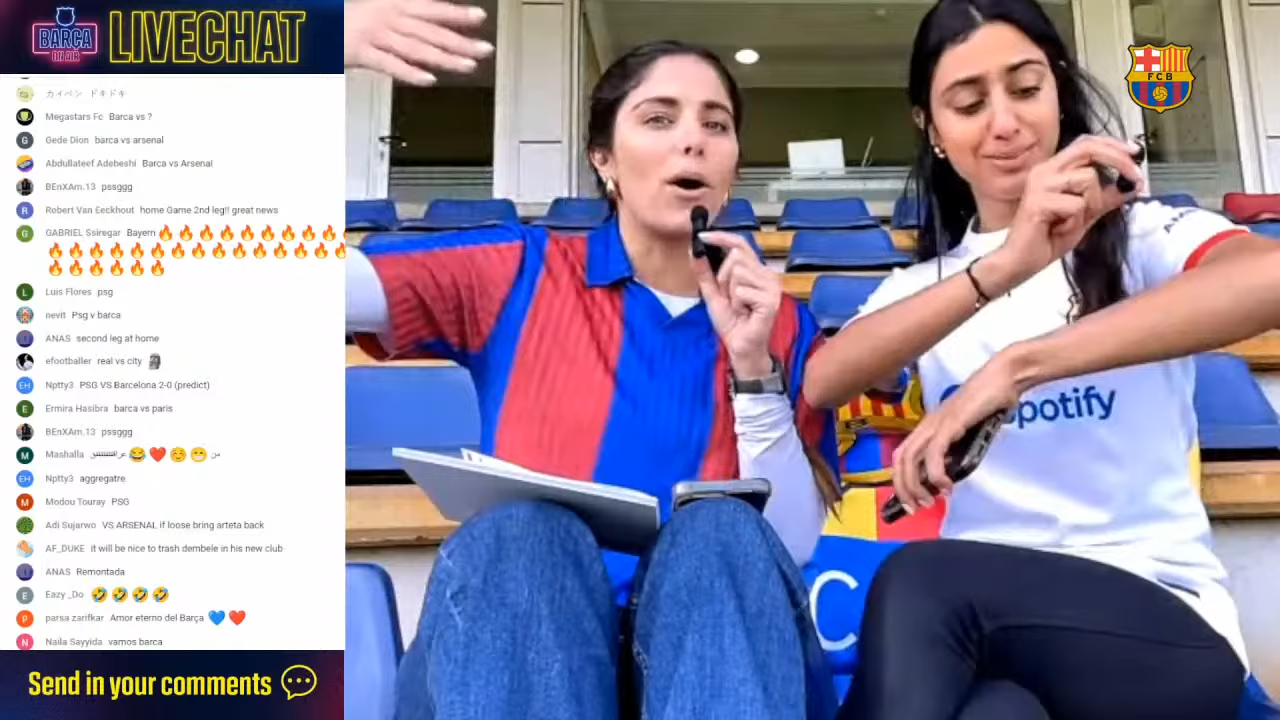 BARÇA
ON AIR
LIVECHAT
カイペン ドキドキ
Megastars Fc Barca vs ?
Gede Dion barca vs arsenal
Abdullateef Adebeshi Barca vs Arsenal
BEnXAm.13 pssggg
Robert Van Eeckhout home Game 2nd leg!! great news
GABRIEL Ssiregar Bayern🔥🔥🔥🔥🔥🔥🔥🔥🔥
🔥🔥🔥🔥🔥🔥🔥🔥🔥🔥🔥🔥🔥🔥🔥
🔥🔥🔥🔥🔥🔥
Luis Flores psg
nevit Psg v barca
ANAS second leg at home
efootballer real vs city 🗿
Nptty3 PSG VS Barcelona 2-0 (predict)
Ermira Hasibra barca vs paris
BEnXAm.13 pssggg
Mashalla 😂❤️☺️😁 من
Nptty3 aggregatre
Modou Touray PSG
Adi Sujarwo VS ARSENAL if loose bring arteta back
AF_DUKE it will be nice to trash dembele in his new club
ANAS Remontada
Eazy _Do 🤣🤣🤣🤣
parsa zarifkar Amor eterno del Barça 💙❤️
Naila Sayyida vamos barca
Send in your comments
FCB
potify
C